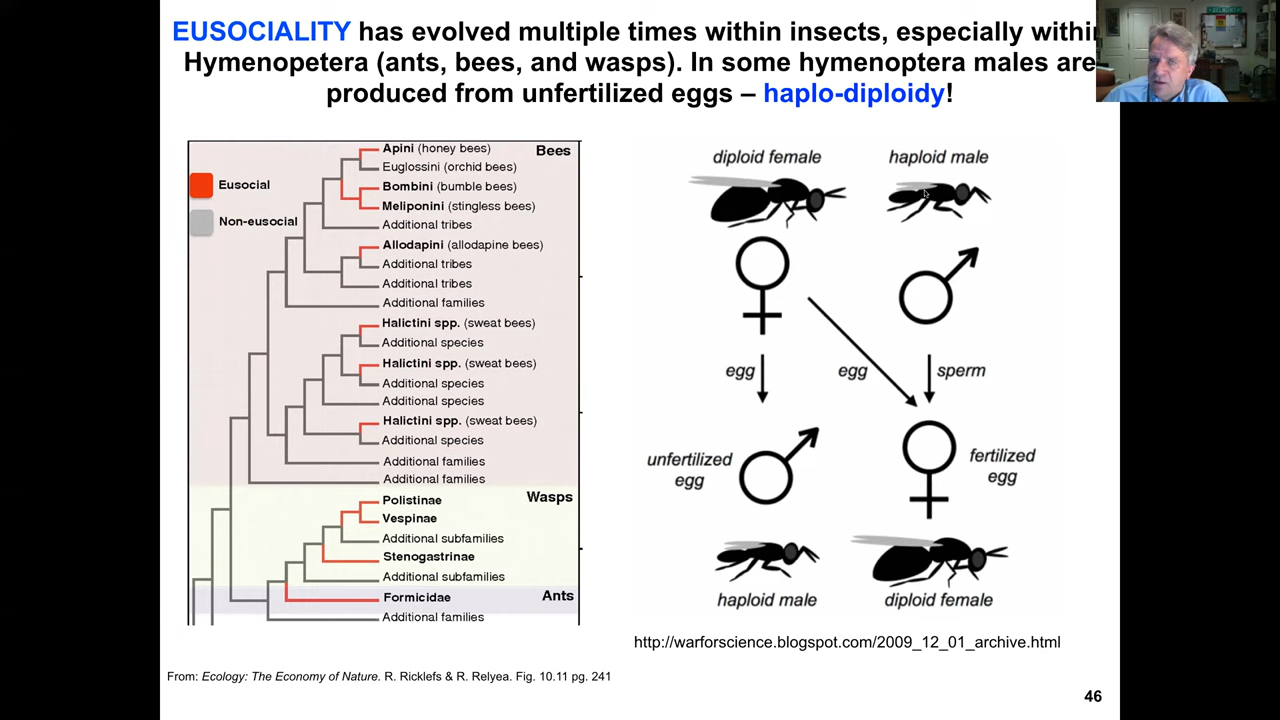 EUSOCIALITY has evolved multiple times within insects, especially withi
Hymenopetera (ants, bees, and wasps). In some hymenoptera males are
produced from unfertilized eggs – haplo-diploidy!
Eusocial
Non-eusocial
Bees
Apini (honey bees)
Euglossini (orchid bees)
Bombini (bumble bees)
Meliponini (stingless bees)
Additional tribes
Allodapini (allodapine bees)
Additional tribes
Additional tribes
Additional families
Halictini spp. (sweat bees)
Additional species
Halictini spp. (sweat bees)
Additional species
Additional species
Halictini spp. (sweat bees)
Additional species
Additional families
Additional families
Wasps
Polistinae
Vespinae
Additional subfamilies
Stenogastrinae
Additional subfamilies
Formicidae
Ants
Additional families
diploid female
haploid male
egg
egg
sperm
unfertilized
egg
fertilized
egg
haploid male
diploid female
http://warforscience.blogspot.com/2009_12_01_archive.html
From: Ecology: The Economy of Nature. R. Ricklefs & R. Relyea. Fig. 10.11 pg. 241
46